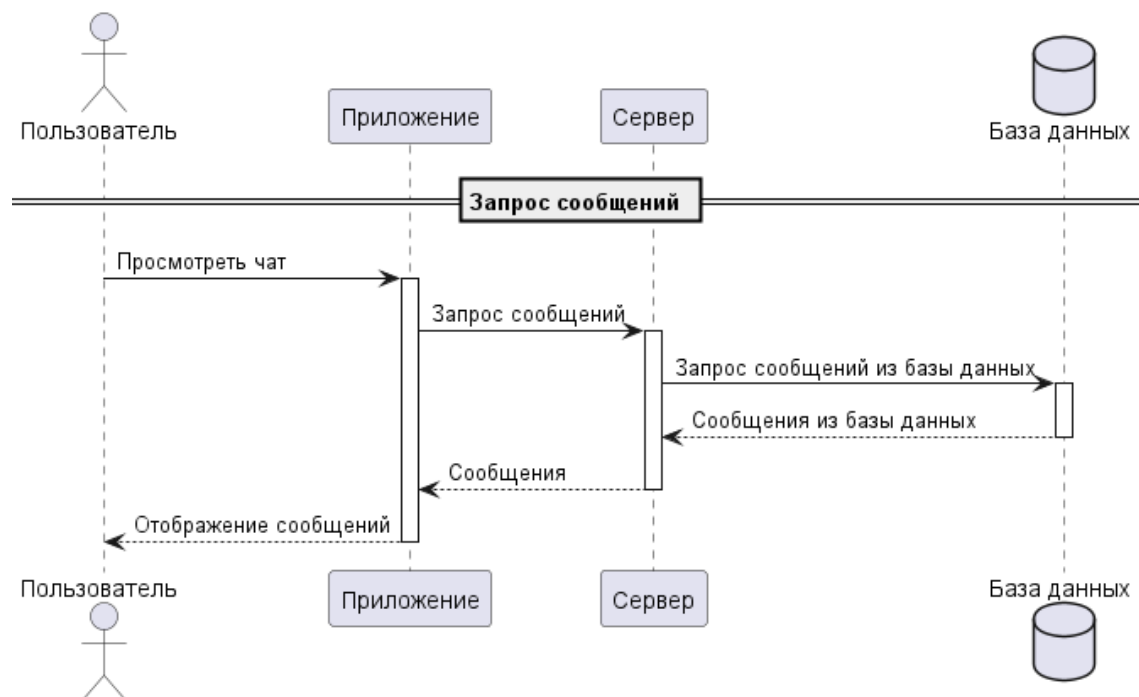 Пользователь
Приложение
Сервер
База данных
Запрос сообщений
Просмотреть чат
Запрос сообщений
Запрос сообщений из базы данных
Сообщения из базы данных
Сообщения
Отображение сообщений
Пользователь
Приложение
Сервер
База данных